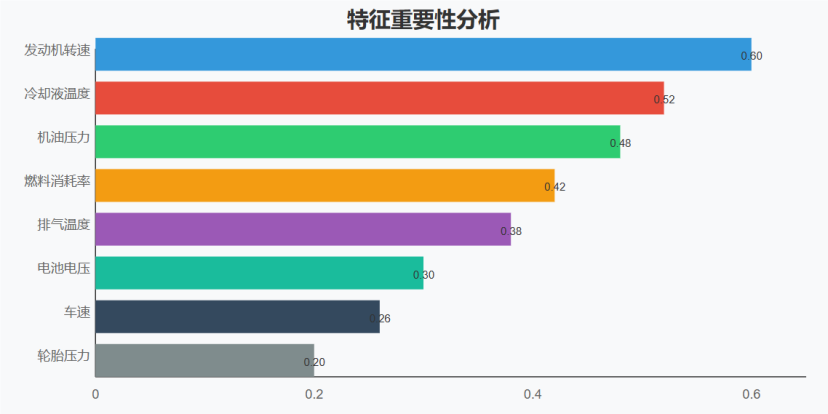 特征重要性分析
发动机转速 0.60
冷却液温度 0.52
机油压力 0.48
燃料消耗率 0.42
排气温度 0.38
电池电压 0.30
车速 0.26
轮胎压力 0.20
0 0.2 0.4 0.6